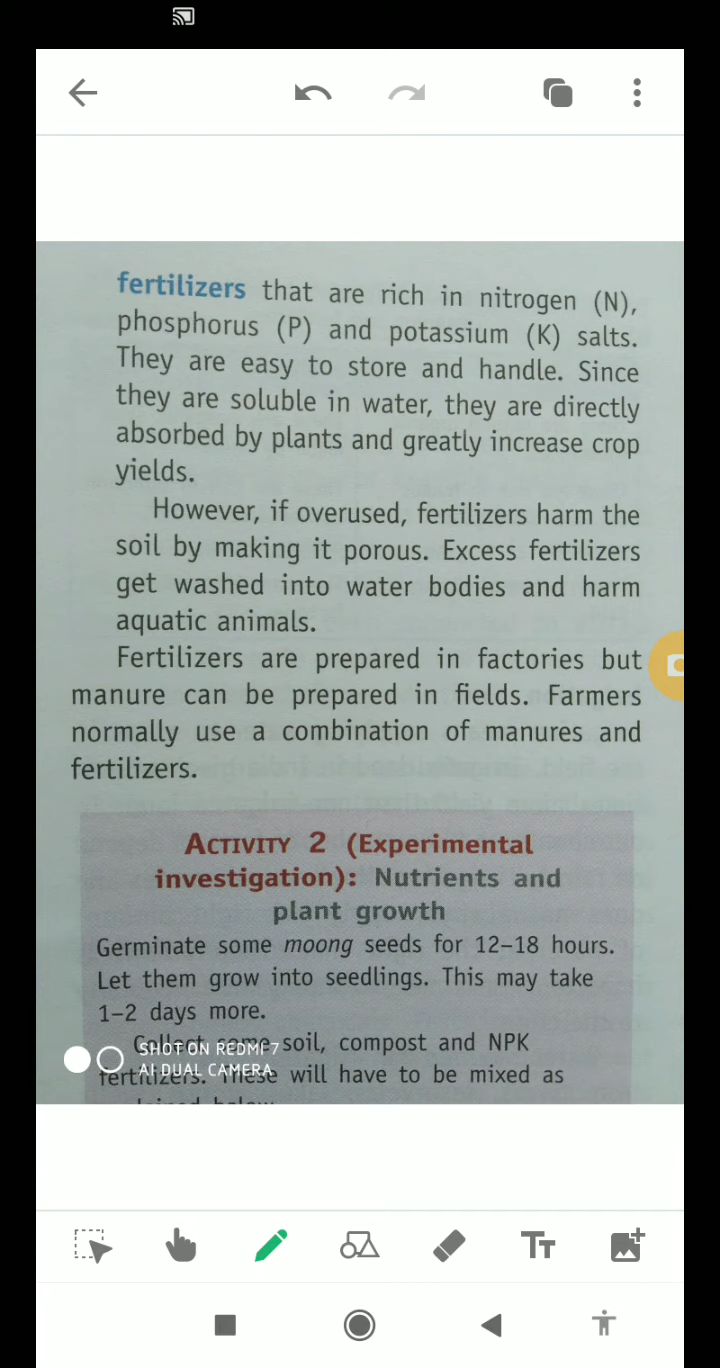 fertilizers that are rich in nitrogen (N),
phosphorus (P) and potassium (K) salts.
They are easy to store and handle. Since
they are soluble in water, they are directly
absorbed by plants and greatly increase crop
yields.
However, if overused, fertilizers harm the
soil by making it porous. Excess fertilizers
get washed into water bodies and harm
aquatic animals.
Fertilizers are prepared in factories but
manure can be prepared in fields. Farmers
normally use a combination of manures and
fertilizers.
ACTIVITY 2 (Experimental
investigation): Nutrients and
plant growth
Germinate some moong seeds for 12–18 hours.
Let them grow into seedlings. This may take
1–2 days more.
Collect some soil, compost and NPK
SHOT ON REDMI 7
AI DUAL CAMERA
fertilizers. These will have to be mixed as
below
TT